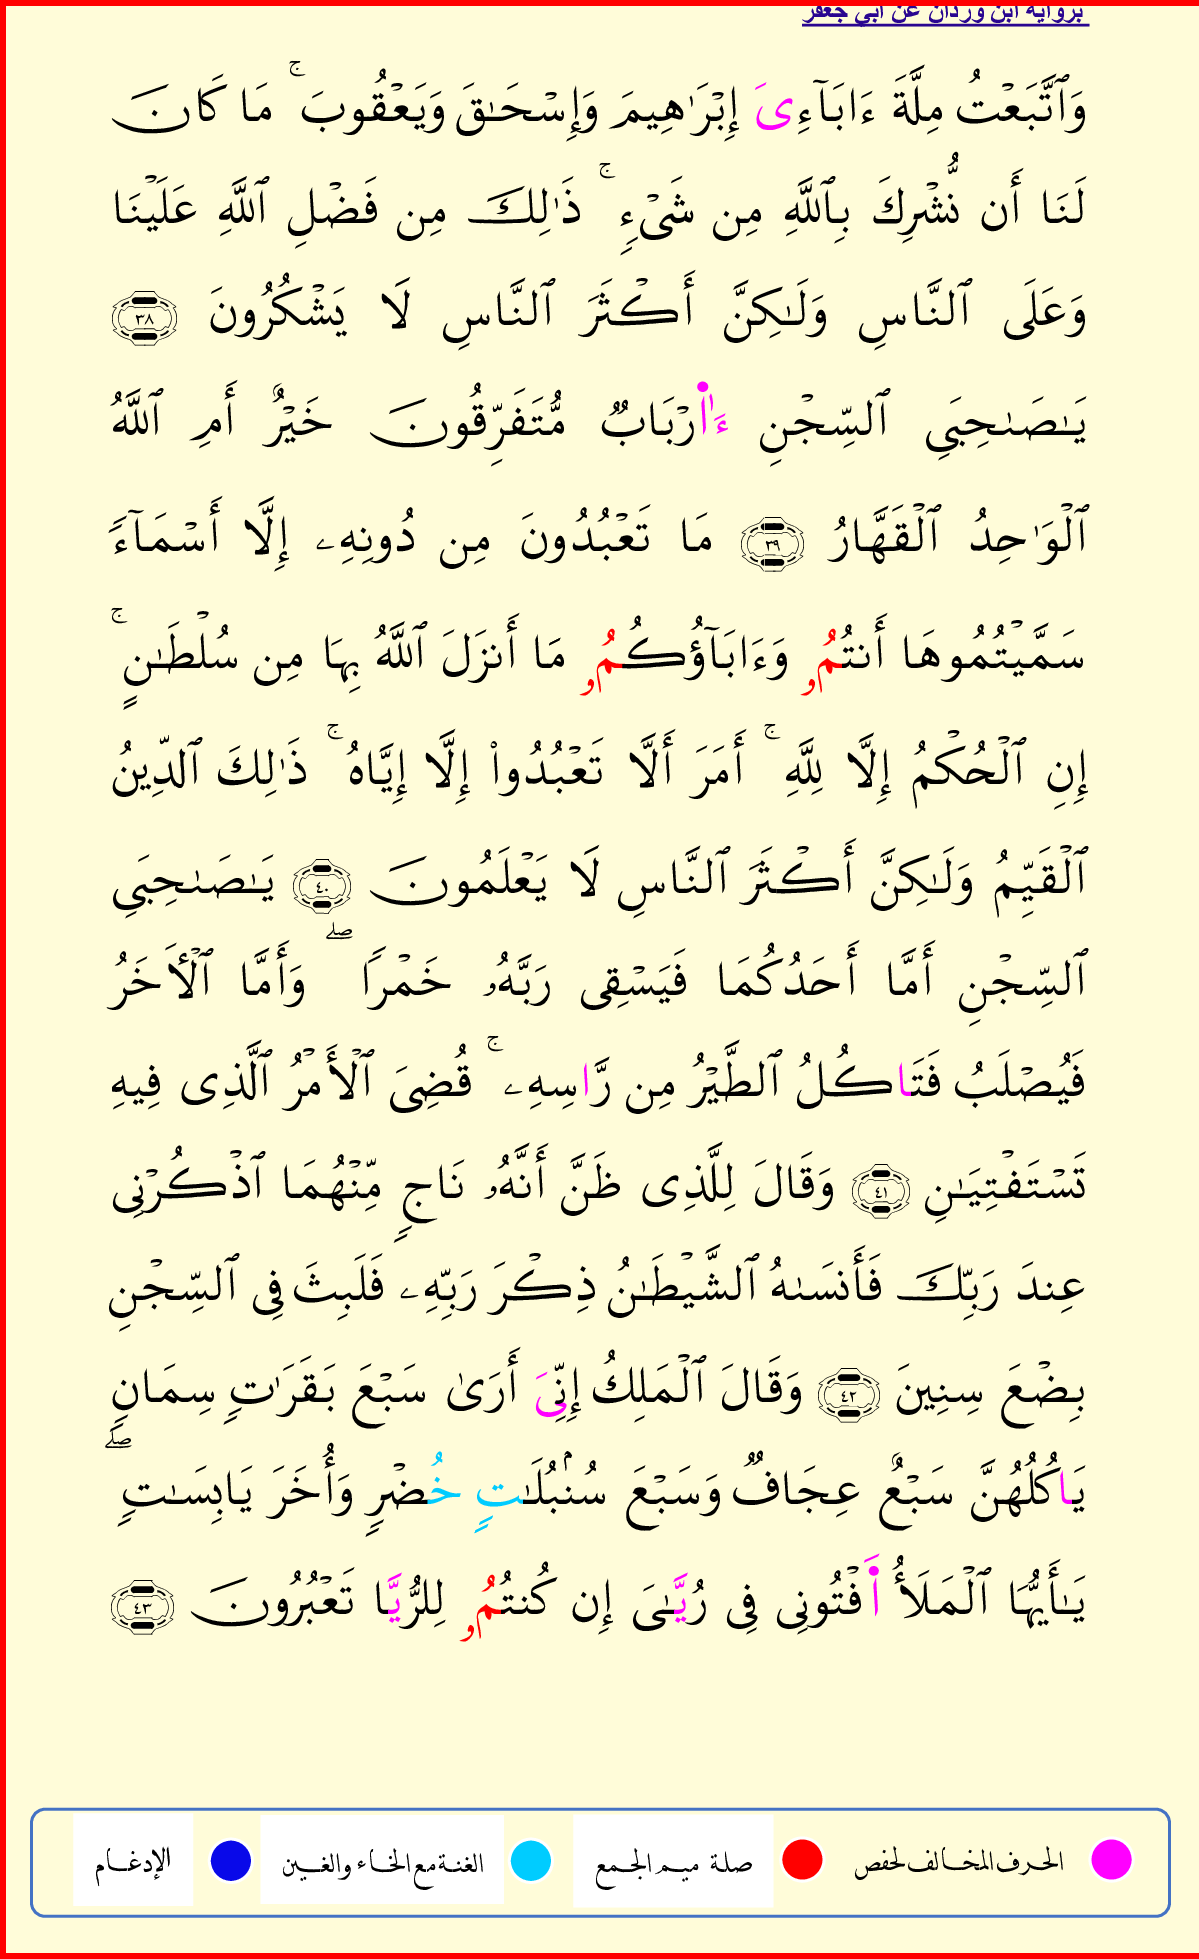 برواية ابن وردان عن أبي جعفر
وَٱتَّبَعۡتُ مِلَّةَ ءَابَآءِىَ إِبۡرَٰهِيمَ وَإِسۡحَٰقَ وَيَعۡقُوبَۚ مَا كَانَ
لَنَا أَن نُّشۡرِكَ بِٱللَّهِ مِن شَىۡءٍۚ ذَٰلِكَ مِن فَضۡلِ ٱللَّهِ عَلَيۡنَا
وَعَلَى ٱلنَّاسِ وَلَٰكِنَّ أَكۡثَرَ ٱلنَّاسِ لَا يَشۡكُرُونَ ٣٨
يَٰصَٰحِبَىِ ٱلسِّجۡنِ ءَا۬رۡبَابٌ مُّتَفَرِّقُونَ خَيۡرٌ أَمِ ٱللَّهُ
ٱلۡوَٰحِدُ ٱلۡقَهَّارُ ٣٩ مَا تَعۡبُدُونَ مِن دُونِهِۦ إِلَّا أَسۡمَآءً
سَمَّيۡتُمُوهَا أَنتُمُۥ وَءَابَآؤُكُمُۥ مَا أَنزَلَ ٱللَّهُ بِهَا مِن سُلۡطَٰنٍۚ
إِنِ ٱلۡحُكۡمُ إِلَّا لِلَّهِۚ أَمَرَ أَلَّا تَعۡبُدُواْ إِلَّا إِيَّاهُۚ ذَٰلِكَ ٱلدِّينُ
ٱلۡقَيِّمُ وَلَٰكِنَّ أَكۡثَرَ ٱلنَّاسِ لَا يَعۡلَمُونَ ٤٠ يَٰصَٰحِبَىِ
ٱلسِّجۡنِ أَمَّا أَحَدُكُمَا فَيَسۡقِى رَبَّهُۥ خَمۡرًاۖ وَأَمَّا ٱلۡأٓخَرُ
فَيُصۡلَبُ فَتَاكُلُ ٱلطَّيۡرُ مِن رَّاسِهِۦۚ قُضِىَ ٱلۡأَمۡرُ ٱلَّذِى فِيهِ
تَسۡتَفۡتِيَٰنِ ٤١ وَقَالَ لِلَّذِى ظَنَّ أَنَّهُۥ نَاجٍ مِّنۡهُمَا ٱذۡكُرۡنِى
عِندَ رَبِّكَ فَأَنسَىٰهُ ٱلشَّيۡطَٰنُ ذِكۡرَ رَبِّهِۦ فَلَبِثَ فِى ٱلسِّجۡنِ
بِضۡعَ سِنِينَ ٤٢ وَقَالَ ٱلۡمَلِكُ إِنِّىَ أَرَىٰ سَبۡعَ بَقَرَٰتٍ سِمَانٍ
يَاكُلُهُنَّ سَبۡعٌ عِجَافٌ وَسَبۡعَ سُنۢبُلَٰتٍ خُضۡرٍ وَأُخَرَ يَابِسَٰتٍۖ
يَٰأَيُّهَا ٱلۡمَلَأُ اَ۬فۡتُونِى فِى رُيَّٰىَ إِن كُنتُمُۥ لِلرُّيَّا تَعۡبُرُونَ ٤٣
الحرف المخالف لحفص
صلة ميم الجمع
الغنة مع الخاء والغين
الإدغام